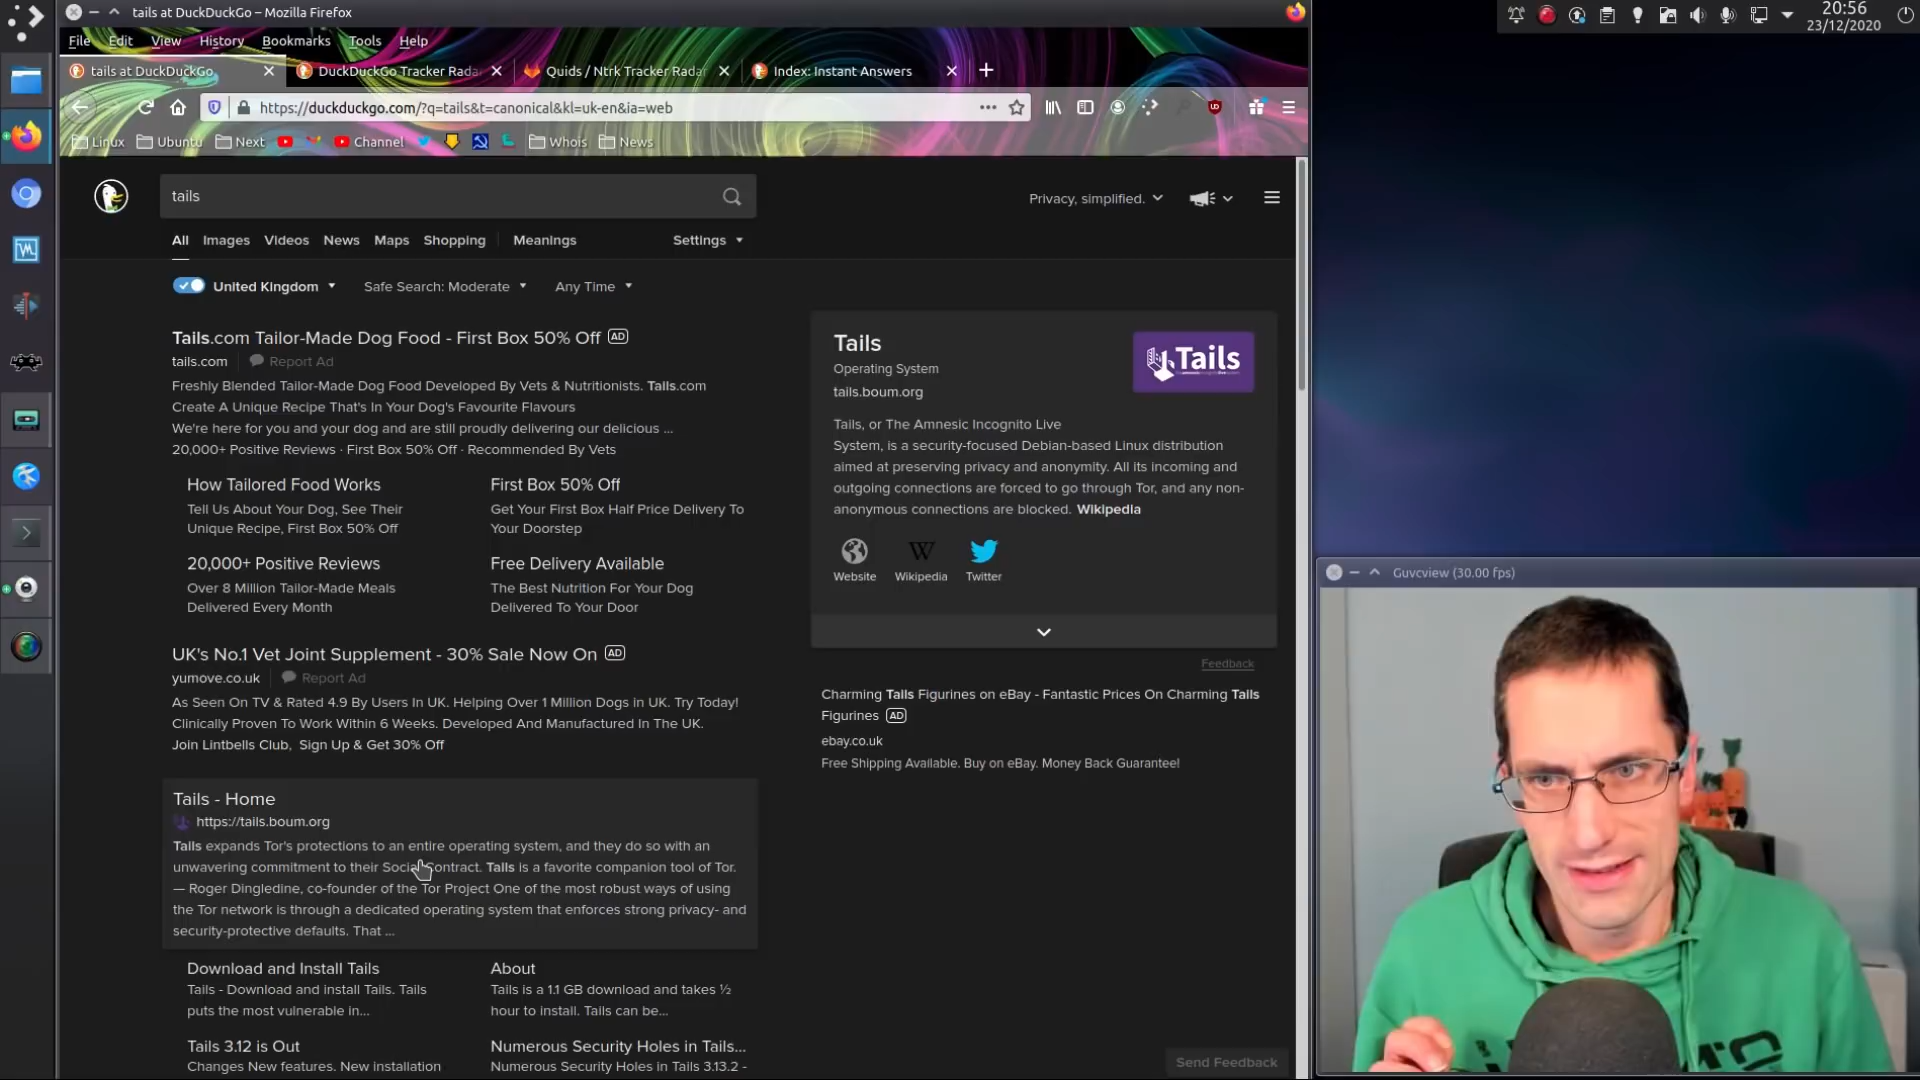 tails at DuckDuckGo – Mozilla Firefox
20:56
23/12/2020
File Edit View History Bookmarks Tools Help
tails at DuckDuckGo
DuckDuckGo Tracker Rada
Quids / Ntrk Tracker Radar
Index: Instant Answers
https://duckduckgo.com/?q=tails&t=canonical&kl=uk-en&ia=web
Linux Ubuntu Next Channel Whois News
tails
Privacy, simplified.
All Images Videos News Maps Shopping Meanings Settings
United Kingdom Safe Search: Moderate Any Time
Tails.com Tailor-Made Dog Food - First Box 50% Off AD
tails.com Report Ad
Freshly Blended Tailor-Made Dog Food Developed By Vets & Nutritionists. Tails.com
Create A Unique Recipe That's In Your Dog's Favourite Flavours
We're here for you and your dog and are still proudly delivering our delicious ...
20,000+ Positive Reviews · First Box 50% Off · Recommended By Vets
How Tailored Food Works
Tell Us About Your Dog, See Their
Unique Recipe, First Box 50% Off
First Box 50% Off
Get Your First Box Half Price Delivery To
Your Doorstep
20,000+ Positive Reviews
Over 8 Million Tailor-Made Meals
Delivered Every Month
Free Delivery Available
The Best Nutrition For Your Dog
Delivered To Your Door
UK's No.1 Vet Joint Supplement - 30% Sale Now On AD
yumove.co.uk Report Ad
As Seen On TV & Rated 4.9 By Users In UK. Helping Over 1 Million Dogs in UK. Try Today!
Clinically Proven To Work Within 6 Weeks. Developed And Manufactured In The UK.
Join Lintbells Club, Sign Up & Get 30% Off
Tails - Home
https://tails.boum.org
Tails expands Tor's protections to an entire operating system, and they do so with an
unwavering commitment to their Social Contract. Tails is a favorite companion tool of Tor.
— Roger Dingledine, co-founder of the Tor Project One of the most robust ways of using
the Tor network is through a dedicated operating system that enforces strong privacy- and
security-protective defaults. That ...
Download and Install Tails
Tails - Download and install Tails. Tails
puts the most vulnerable in...
About
Tails is a 1.1 GB download and takes ½
hour to install. Tails can be...
Tails 3.12 is Out
Changes New features. New installation
Numerous Security Holes in Tails...
Numerous Security Holes in Tails 3.13.2 -
Tails
Operating System
tails.boum.org
Tails
Tails, or The Amnesic Incognito Live
System, is a security-focused Debian-based Linux distribution
aimed at preserving privacy and anonymity. All its incoming and
outgoing connections are forced to go through Tor, and any non-
anonymous connections are blocked. Wikipedia
Website Wikipedia Twitter
Feedback
Charming Tails Figurines on eBay - Fantastic Prices On Charming Tails
Figurines AD
ebay.co.uk
Free Shipping Available. Buy on eBay. Money Back Guarantee!
Send Feedback
Guvcview (30.00 fps)